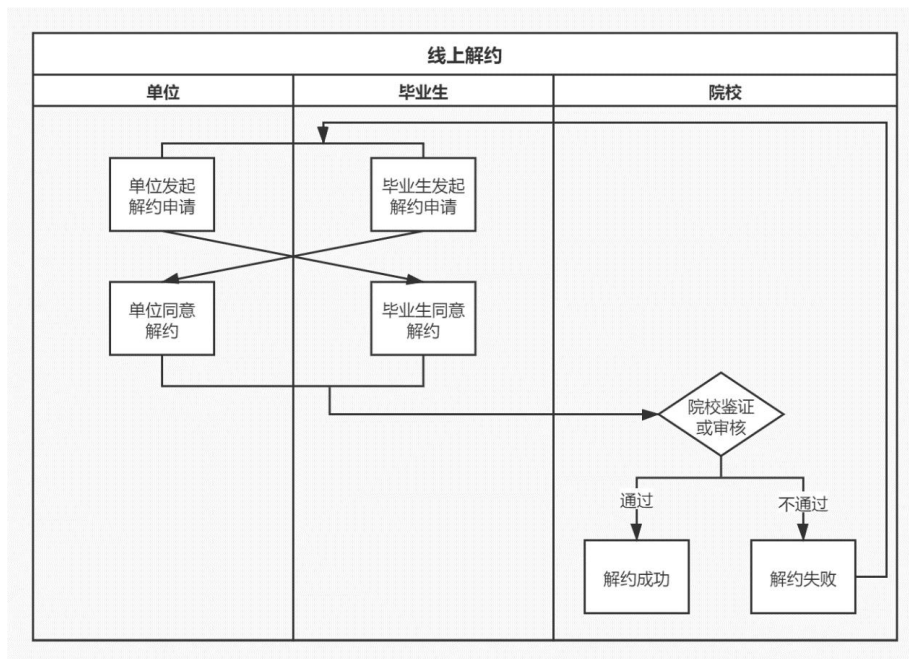 线上解约
单位
毕业生
院校
单位发起
解约申请
毕业生发起
解约申请
单位同意
解约
毕业生同意
解约
院校鉴证
或审核
通过
不通过
解约成功
解约失败